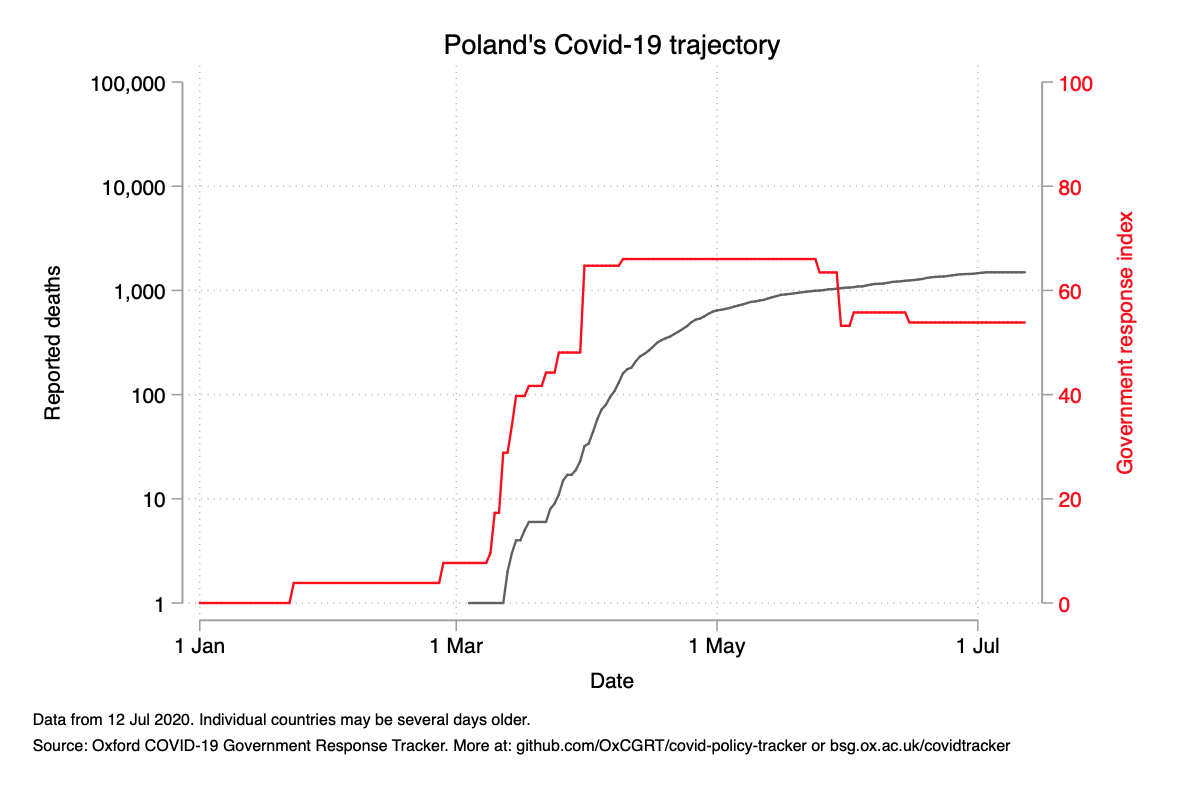 Poland's Covid-19 trajectory
100,000
10,000
1,000
100
10
1
Reported deaths
100
80
60
40
20
0
Government response index
1 Jan
1 Mar
1 May
1 Jul
Date
Data from 12 Jul 2020. Individual countries may be several days older.
Source: Oxford COVID-19 Government Response Tracker. More at: github.com/OxCGRT/covid-policy-tracker or bsg.ox.ac.uk/covidtracker